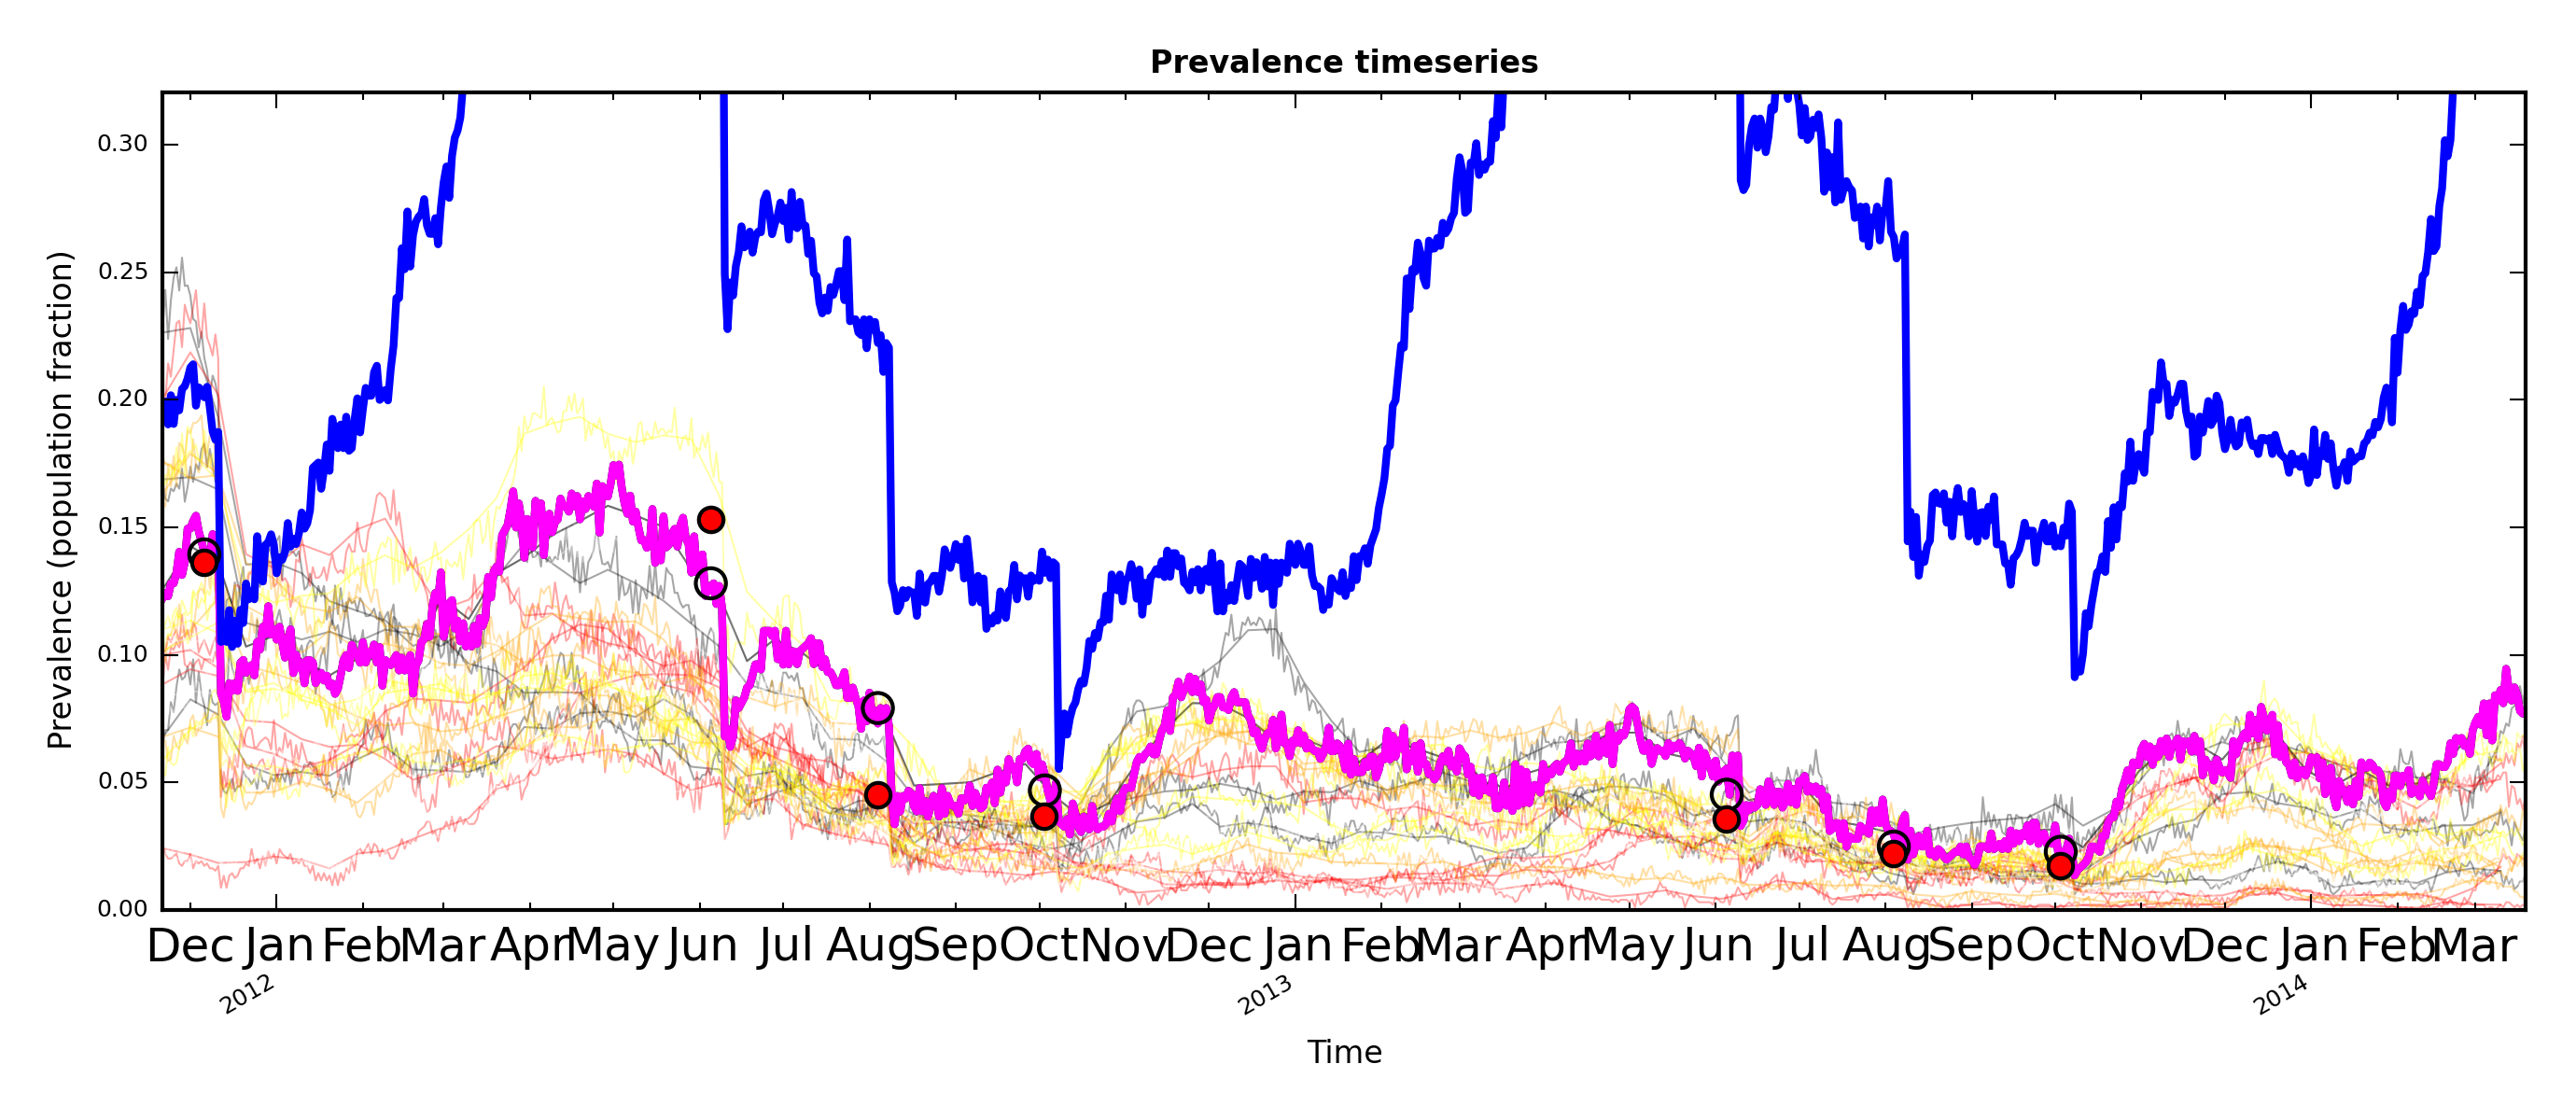 Prevalence timeseries
Prevalence (population fraction)
0.30
0.25
0.20
0.15
0.10
0.05
0.00
Dec Jan Feb Mar Apr May Jun Jul Aug Sep Oct Nov Dec Jan Feb Mar Apr May Jun Jul Aug Sep Oct Nov Dec Jan Feb Mar
2012 2013 2014
Time